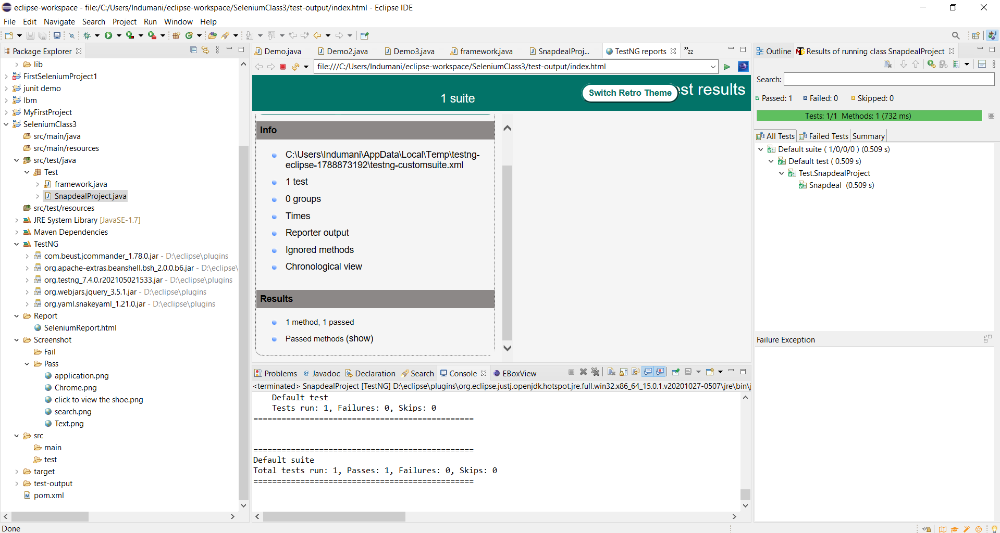 eclipse-workspace - file:/C:/Users/Indumani/eclipse-workspace/SeleniumClass3/test-output/index.html - Eclipse IDE
File Edit Navigate Search Project Run Window Help
Package Explorer
lib
FirstSeleniumProject1
junit demo
lbm
MyFirstProject
SeleniumClass3
src/main/java
src/main/resources
src/test/java
Test
framework.java
SnapdealProject.java
src/test/resources
JRE System Library [JavaSE-1.7]
Maven Dependencies
TestNG
com.beust.jcommander_1.78.0.jar - D:\eclipse\plugins
org.apache-extras.beanshell.bsh_2.0.0.b6.jar - D:\eclipse\
org.testng_7.4.0.r202105021533.jar - D:\eclipse\plugins
org.webjars.jquery_3.5.1.jar - D:\eclipse\plugins
org.yaml.snakeyaml_1.21.0.jar - D:\eclipse\plugins
Report
SeleniumReport.html
Screenshot
Fail
Pass
application.png
Chrome.png
click to view the shoe.png
search.png
Text.png
src
main
test
target
test-output
pom.xml
Demo.java Demo2.java Demo3.java framework.java SnapdealProj... TestNG reports »22
file:///C:/Users/Indumani/eclipse-workspace/SeleniumClass3/test-output/index.html
est results
Switch Retro Theme
1 suite
Info
C:\Users\Indumani\AppData\Local\Temp\testng-
eclipse-1788873192\testng-customsuite.xml
1 test
0 groups
Times
Reporter output
Ignored methods
Chronological view
Results
1 method, 1 passed
Passed methods (show)
Problems @ Javadoc Declaration Search Console EBoxView
<terminated> SnapdealProject [TestNG] D:\eclipse\plugins\org.eclipse.justj.openjdk.hotspot.jre.full.win32.x86_64_15.0.1.v20201027-0507\jre\bin\j
Default test
Tests run: 1, Failures: 0, Skips: 0
===============================================
===============================================
Default suite
Total tests run: 1, Passes: 1, Failures: 0, Skips: 0
===============================================
Outline Results of running class SnapdealProject
Search:
Passed: 1 Failed: 0 Skipped: 0
Tests: 1/1 Methods: 1 (732 ms)
All Tests Failed Tests Summary
Default suite ( 1/0/0/0 ) (0.509 s)
Default test ( 0.509 s)
Test.SnapdealProject
Snapdeal (0.509 s)
Failure Exception
Done